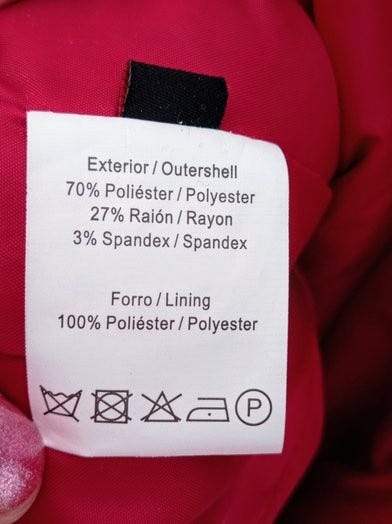 Exterior / Outershell
70% Poliéster / Polyester
27% Raión / Rayon
3% Spandex / Spandex
Forro / Lining
100% Poliéster / Polyester
P